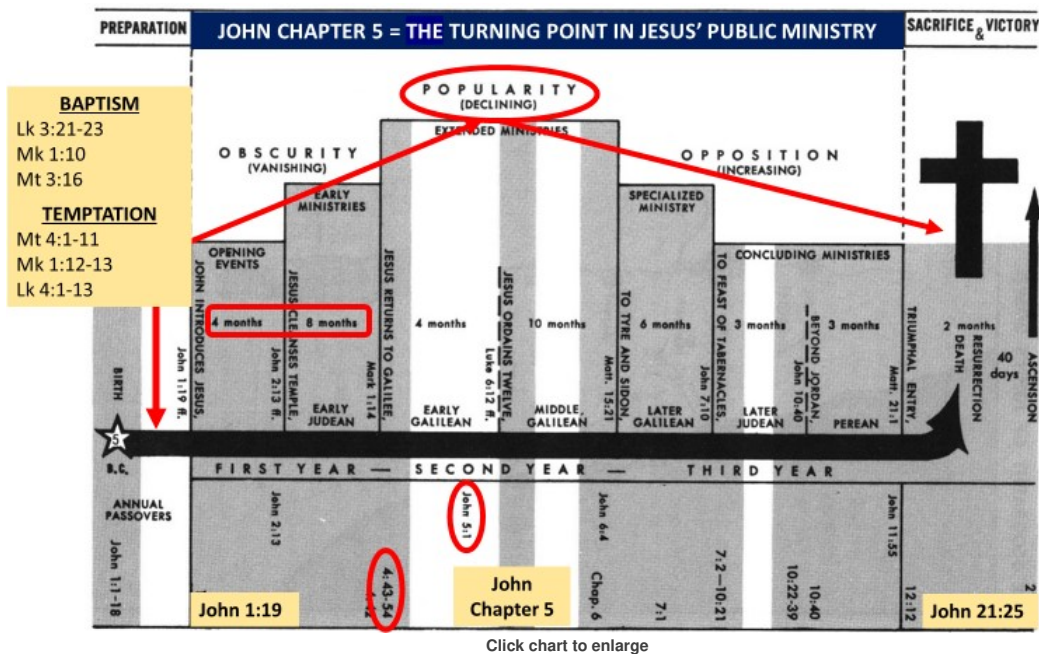 PREPARATION
JOHN CHAPTER 5 = THE TURNING POINT IN JESUS' PUBLIC MINISTRY
SACRIFICE & VICTORY
BAPTISM
Lk 3:21-23
Mk 1:10
Mt 3:16
TEMPTATION
Mt 4:1-11
Mk 1:12-13
Lk 4:1-13
OBSCURITY
(VANISHING)
POPULARITY
(DECLINING)
OPPOSITION
(INCREASING)
EXTENDED MINISTRIES
EARLY
MINISTRIES
SPECIALIZED
MINISTRY
OPENING
EVENTS
CONCLUDING MINISTRIES
BIRTH
JOHN INTRODUCES JESUS,
John 1:19 ff.
4 months
JESUS CLEANSES TEMPLE,
John 2:13 ff.
8 months
EARLY
JUDEAN
JESUS RETURNS TO GALILEE,
Mark 1:14
4 months
EARLY
GALILEAN
JESUS ORDAINS TWELVE,
Luke 6:12 ff.
10 months
MIDDLE
GALILEAN
TO TYRE AND SIDON,
Matt. 15:21
6 months
LATER
GALILEAN
TO FEAST OF TABERNACLES,
John 7:10
3 months
LATER
JUDEAN
BEYOND JORDAN,
John 10:40
3 months
PEREAN
TRIUMPHAL ENTRY,
Matt. 21:1
2 months
DEATH
RESURRECTION
40
days
ASCENSION
5
B.C.
FIRST YEAR — SECOND YEAR — THIRD YEAR
ANNUAL
PASSOVERS
John 2:13
John 5:1
John 6:4
John 11:55
John 1:1-18
John 1:19
4:43-54
John
Chapter 5
Chap. 6
7:1
7:2—10:21
10:22-39
10:40
12:12
John 21:25
Click chart to enlarge